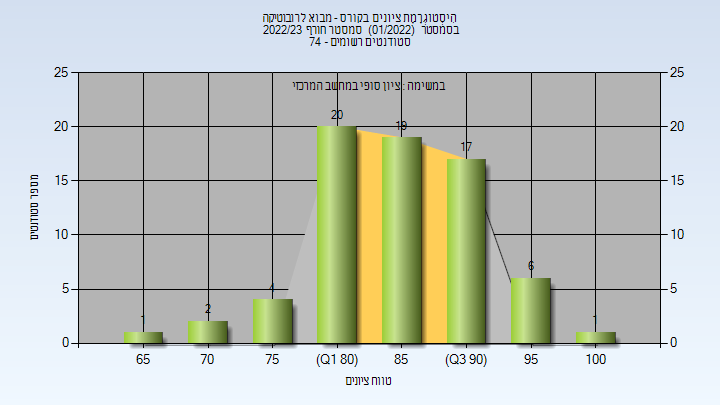 היסטוגרמת ציונים בקורס - מבוא לרובוטיקה
בסמסטר (01/2022) סמסטר חורף 2022/23
סטודנטים רשומים - 74
במשימה : ציון סופי במחשב המרכזי
25 25
20 20
15 15
10 10
5 5
0 0
מספר סטודנטים
1 2 4 20 19 17 6 1
65 70 75 (Q1 80) 85 (Q3 90) 95 100
טווח ציונים